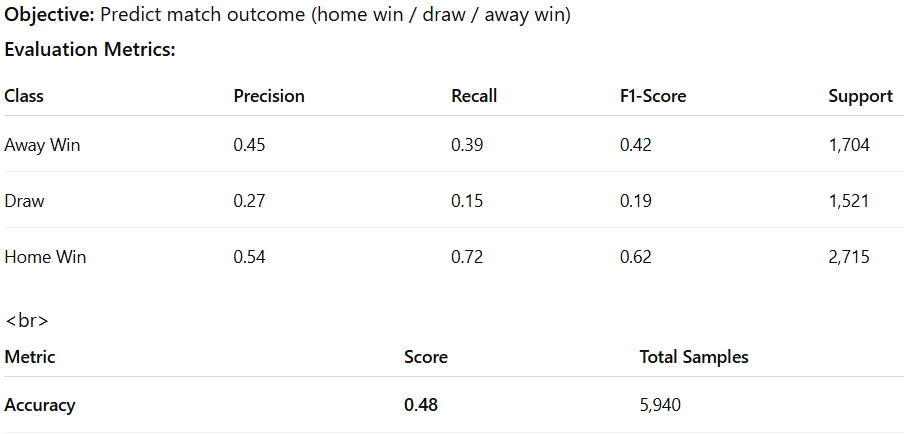 Objective: Predict match outcome (home win / draw / away win)
Evaluation Metrics:
Class Precision Recall F1-Score Support
Away Win 0.45 0.39 0.42 1,704
Draw 0.27 0.15 0.19 1,521
Home Win 0.54 0.72 0.62 2,715
<br>
Metric Score Total Samples
Accuracy 0.48 5,940